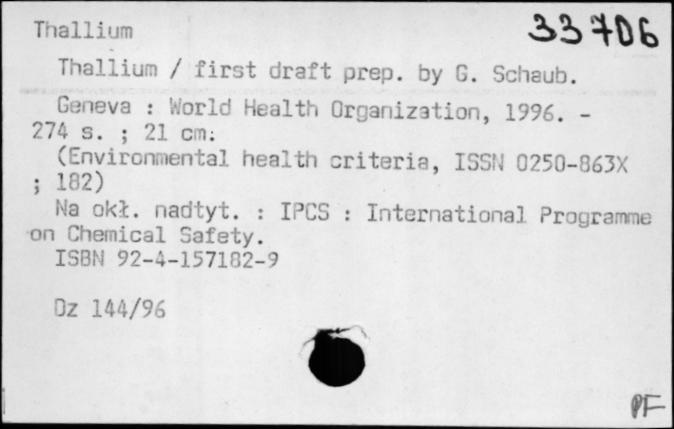 33706
Thallium
Thallium / first draft prep. by G. Schaub.
Geneva : World Health Organization, 1996. -
274 s. ; 21 cm.
(Environmental health criteria, ISSN 0250-863X
; 182)
Na okł. nadtyt. : IPCS : International Programme
on Chemical Safety.
ISBN 92-4-157182-9
Oz 144/96
PF